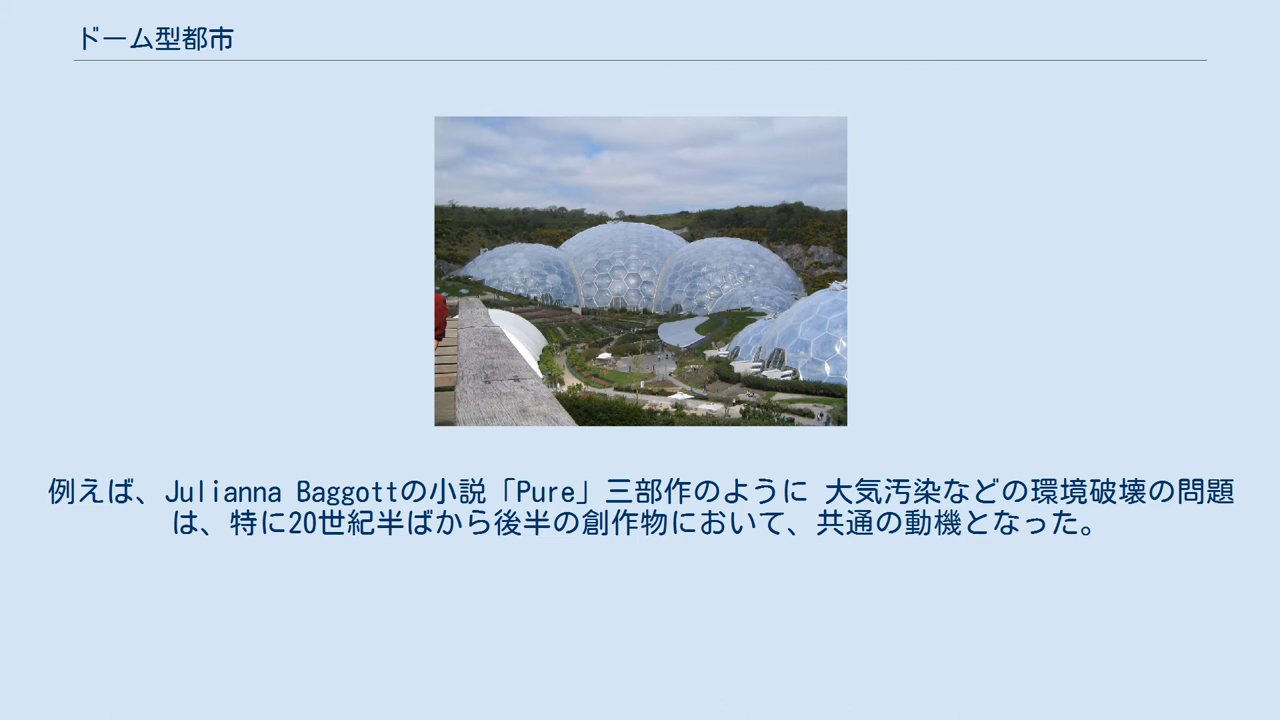 ドーム型都市
例えば、Julianna Baggottの小説「Pure」三部作のように 大気汚染などの環境破壊の問題
は、特に20世紀半ばから後半の創作物において、共通の動機となった。